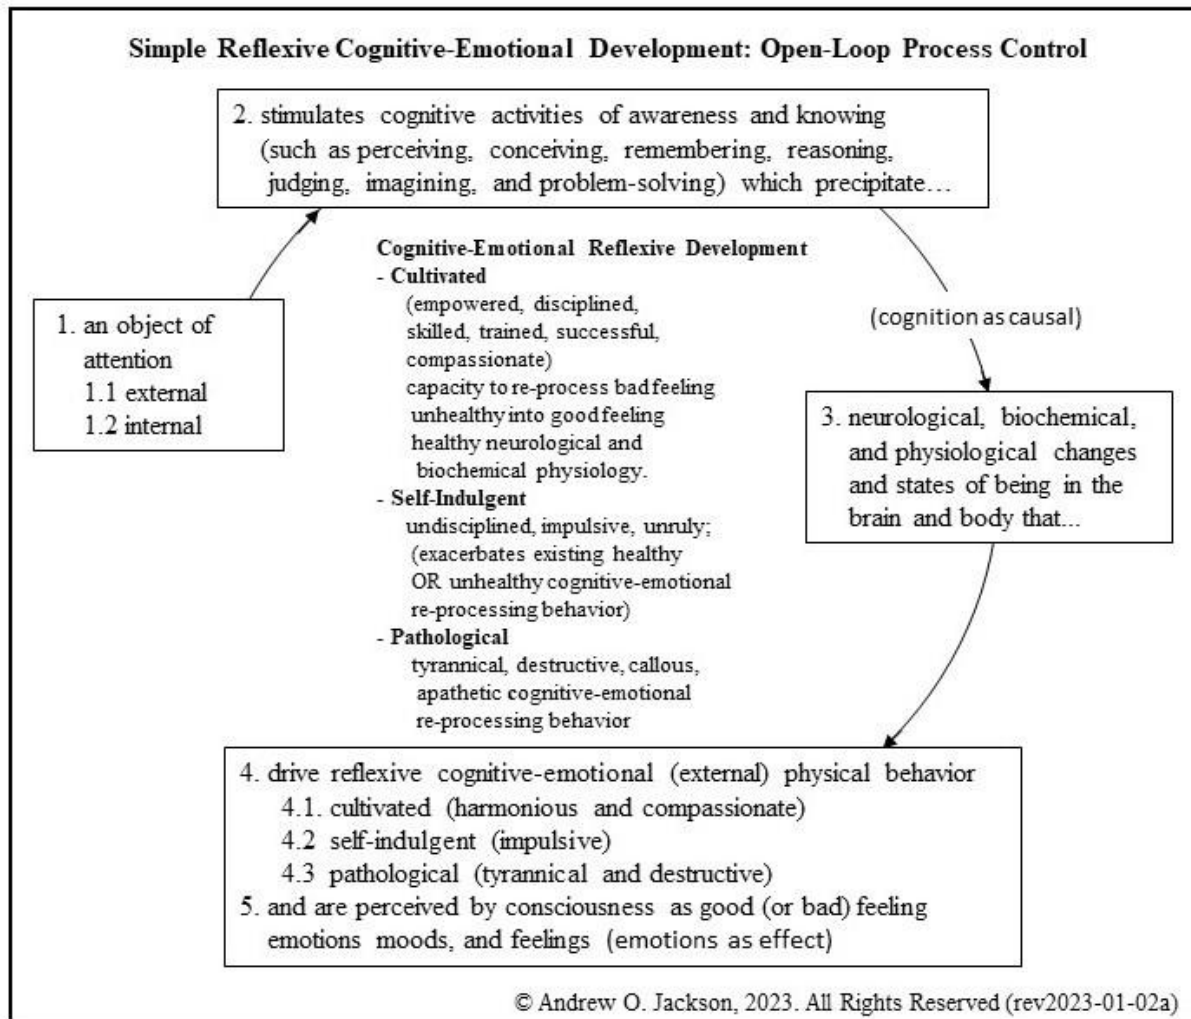 Simple Reflexive Cognitive-Emotional Development: Open-Loop Process Control
2. stimulates cognitive activities of awareness and knowing
(such as perceiving, conceiving, remembering, reasoning,
judging, imagining, and problem-solving) which precipitate…
1. an object of
attention
1.1 external
1.2 internal
Cognitive-Emotional Reflexive Development
- Cultivated
(empowered, disciplined,
skilled, trained, successful,
compassionate)
capacity to re-process bad feeling
unhealthy into good feeling
healthy neurological and
biochemical physiology.
- Self-Indulgent
undisciplined, impulsive, unruly;
(exacerbates existing healthy
OR unhealthy cognitive-emotional
re-processing behavior)
- Pathological
tyrannical, destructive, callous,
apathetic cognitive-emotional
re-processing behavior
(cognition as causal)
3. neurological, biochemical,
and physiological changes
and states of being in the
brain and body that...
4. drive reflexive cognitive-emotional (external) physical behavior
4.1. cultivated (harmonious and compassionate)
4.2 self-indulgent (impulsive)
4.3 pathological (tyrannical and destructive)
5. and are perceived by consciousness as good (or bad) feeling
emotions moods, and feelings (emotions as effect)
© Andrew O. Jackson, 2023. All Rights Reserved (rev2023-01-02a)